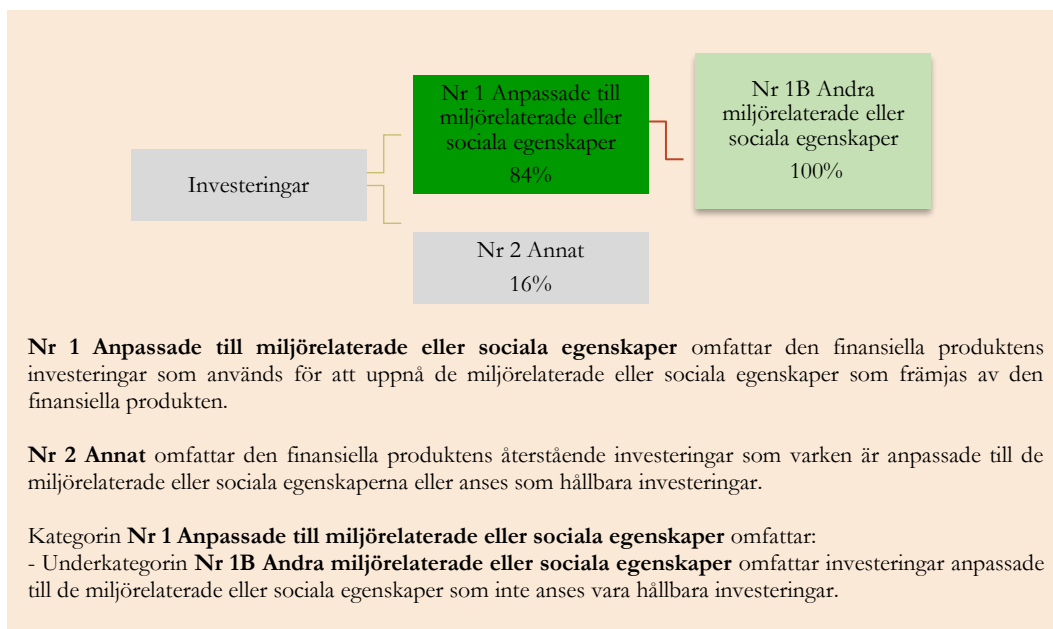 Investeringar
Nr 1 Anpassade till
miljörelaterade eller
sociala egenskaper
84%
Nr 1B Andra
miljörelaterade eller
sociala egenskaper
100%
Nr 2 Annat
16%
Nr 1 Anpassade till miljörelaterade eller sociala egenskaper omfattar den finansiella produktens
investeringar som används för att uppnå de miljörelaterade eller sociala egenskaper som främjas av den
finansiella produkten.
Nr 2 Annat omfattar den finansiella produktens återstående investeringar som varken är anpassade till de
miljörelaterade eller sociala egenskaperna eller anses som hållbara investeringar.
Kategorin Nr 1 Anpassade till miljörelaterade eller sociala egenskaper omfattar:
- Underkategorin Nr 1B Andra miljörelaterade eller sociala egenskaper omfattar investeringar anpassade
till de miljörelaterade eller sociala egenskaper som inte anses vara hållbara investeringar.